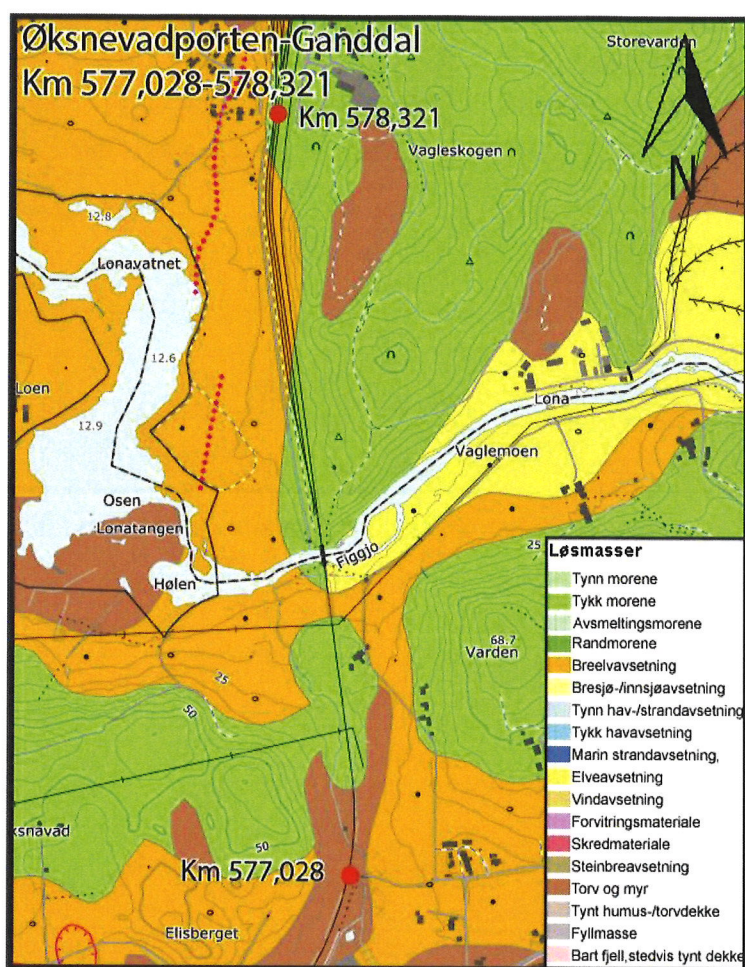 Øksnevadporten-Ganddal
Km 577,028-578,321
Storevarden
Km 578,321
Vagleskogen
N
12.8
Lonavatnet
12.6
Loen
Lona
12.9
Vaglemoen
Osen
Lonatangen
Figgjo
25
Hølen
Varden
68.7
25
50
ksnavad
50
Km 577,028
Elisberget
Løsmasser
Tynn morene
Tykk morene
Avsmeltingsmorene
Randmorene
Breelvavsetning
Bresjø-/innsjøavsetning
Tynn hav-/strandavsetning
Tykk havavsetning
Marin strandavsetning,
Elveavsetning
Vindavsetning
Forvitringsmateriale
Skredmateriale
Steinbreavsetning
Torv og myr
Tynt humus-/torvdekke
Fyllmasse
Bart fjell,stedvis tynt dekke